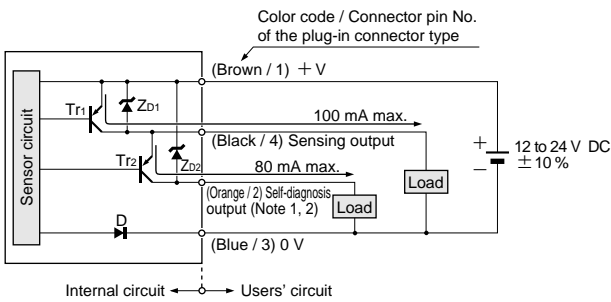 Color code / Connector pin No.
of the plug-in connector type
(Brown / 1) +V
Sensor circuit
Tr1
ZD1
100 mA max.
(Black / 4) Sensing output
Tr2
ZD2
80 mA max.
(Orange / 2) Self-diagnosis
output (Note 1, 2)
Load
Load
+
−
12 to 24 V DC
±10 %
D
(Blue / 3) 0 V
Internal circuit
Users' circuit